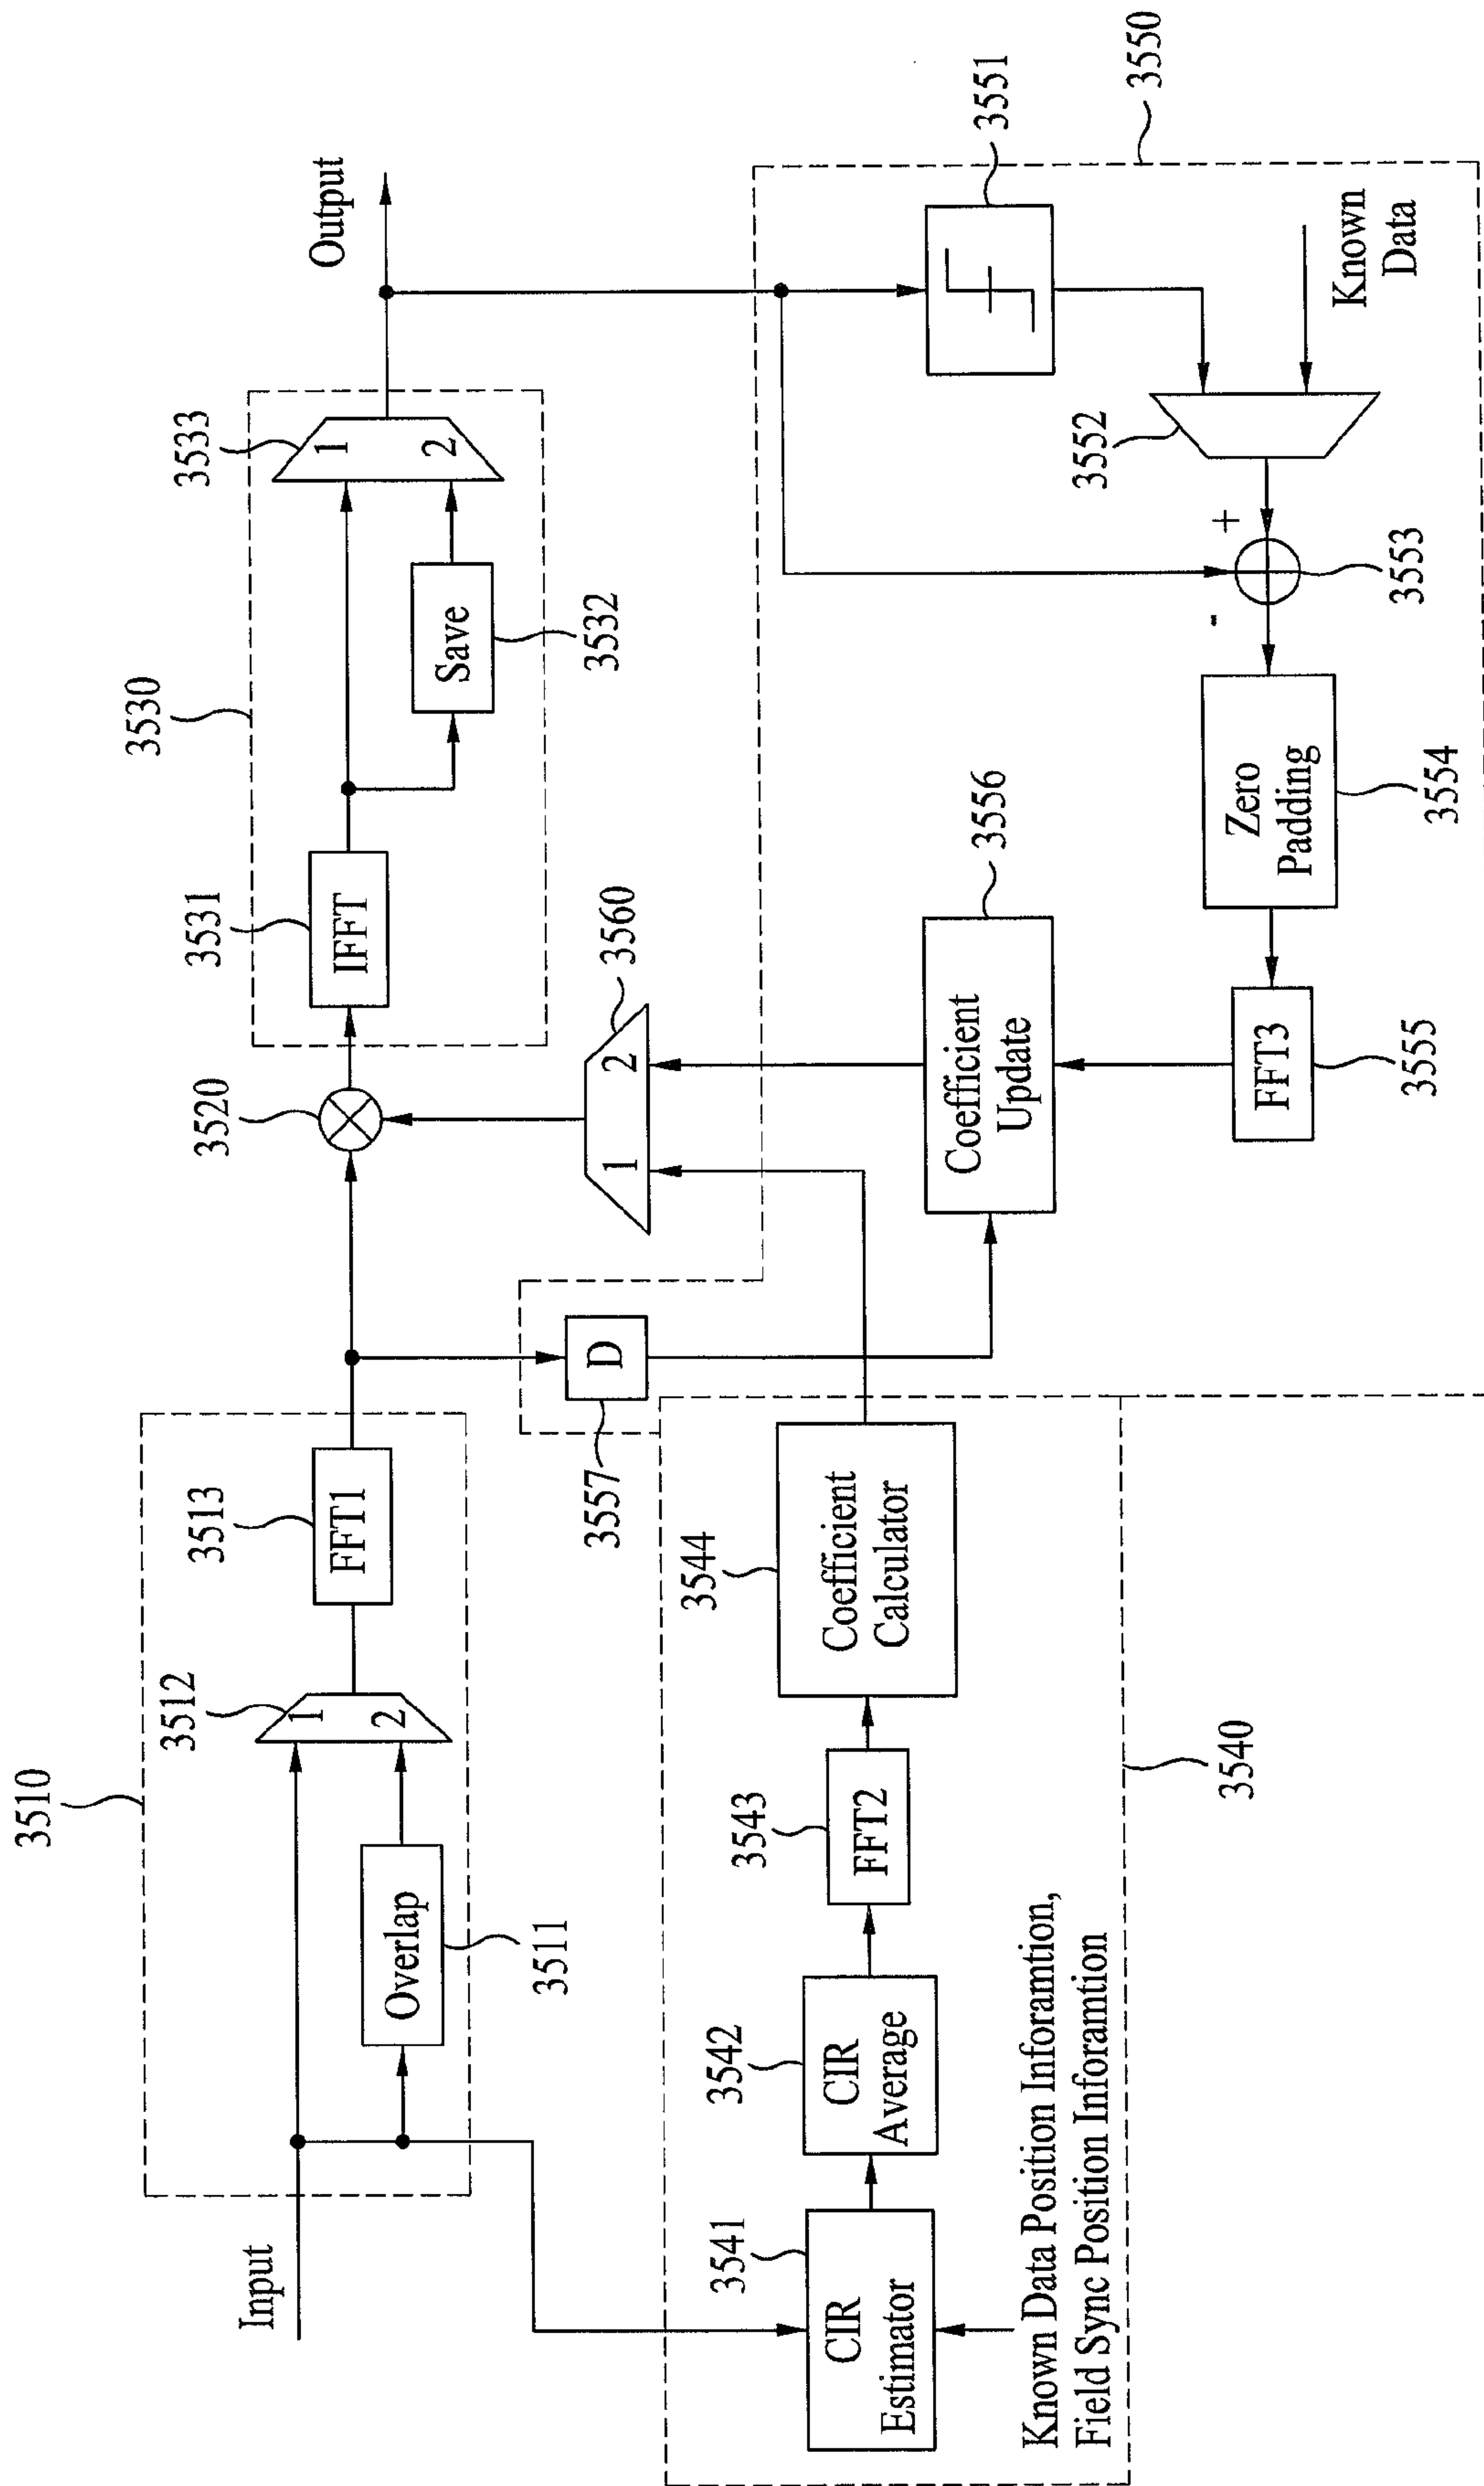 3510
3512
3513
3520
3530
3531
3533
Output
Input
1
2
FFT1
Overlap
3511
IFFT
1
2
Save
3532
3557
D
3560
1
2
3541
CIR
Estimator
3542
CIR
Average
3543
FFT2
3544
Coefficient
Calculator
Known Data Position Inforamtion,
Field Sync Position Inforamtion
3540
3556
Coefficient
Update
3551
3550
3552
Known
Data
+
-
3553
Zero
Padding
3554
FFT3
3555